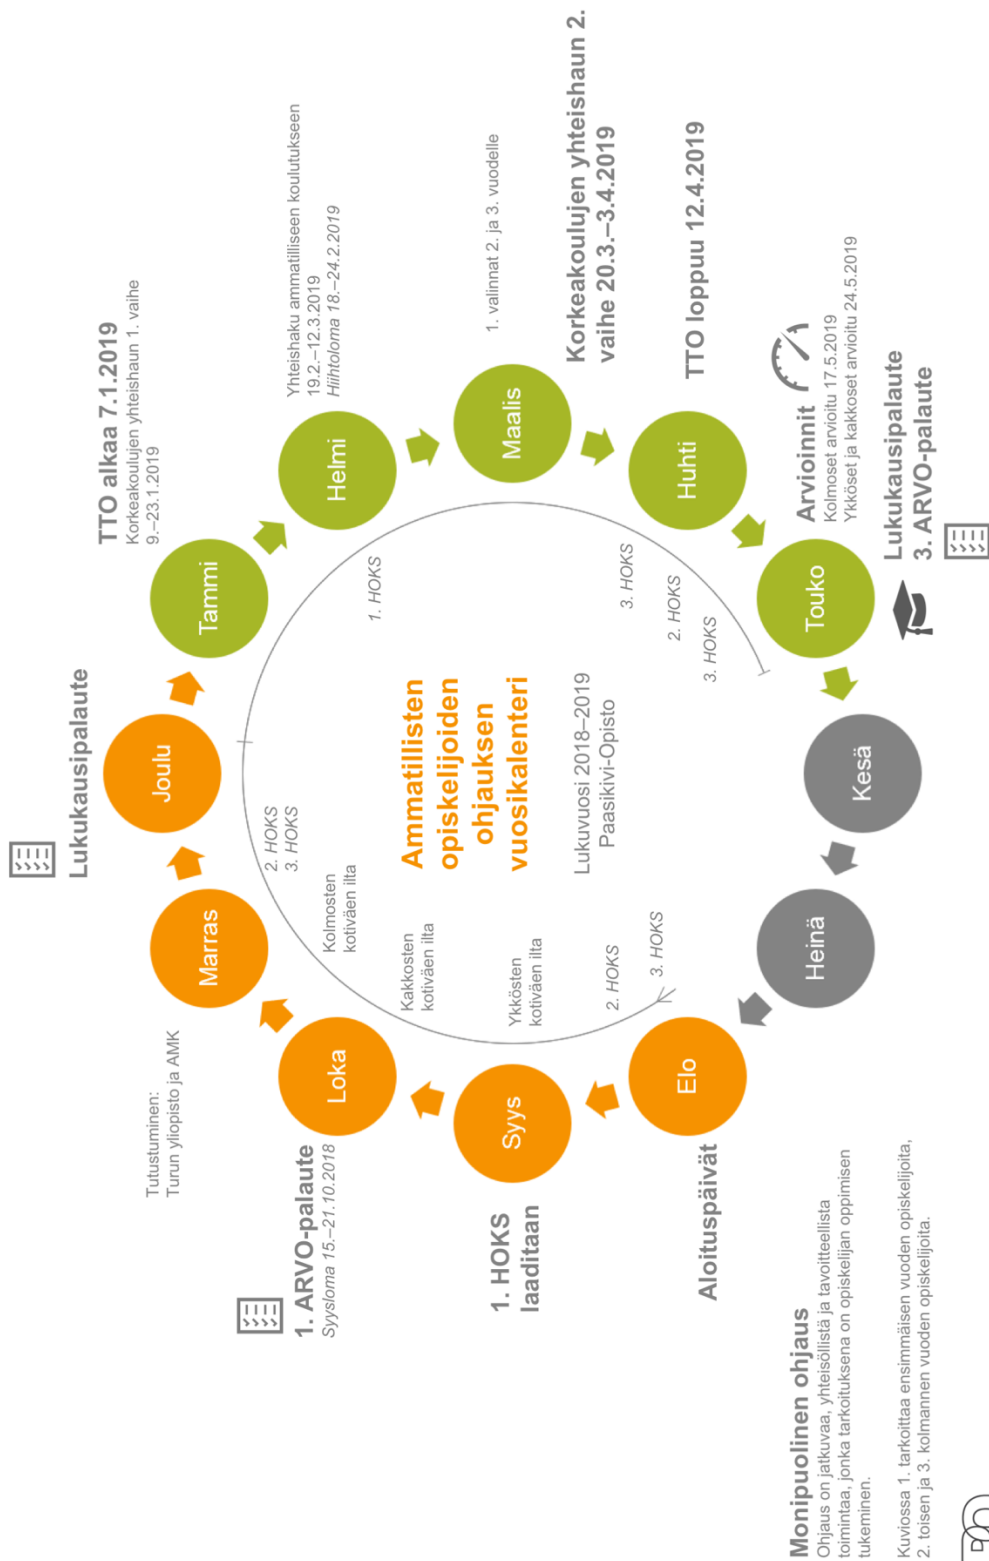 Ammatillisten
opiskelijoiden
ohjauksen
vuosikalenteri
Lukuvuosi 2018–2019
Paasikivi-Opisto
Elo
Aloituspäivät
2. HOKS
3. HOKS
Syys
1. HOKS
laaditaan
Ykkösten
kotiväen ilta
Loka
1. ARVO-palaute
Syysloma 15.–21.10.2018
Kakkosten
kotiväen ilta
Marras
Tutustuminen:
Turun yliopisto ja AMK
Kolmosten
kotiväen ilta
Joulu
Lukukausipalaute
2. HOKS
3. HOKS
Tammi
TTO alkaa 7.1.2019
Korkeakoulujen yhteishaun 1. vaihe
9.–23.1.2019
Helmi
Yhteishaku ammatilliseen koulutukseen
19.2.–12.3.2019
Hiihtoloma 18.–24.2.2019
1. HOKS
Maalis
1. valinnat 2. ja 3. vuodelle
Korkeakoulujen yhteishaun 2.
vaihe 20.3.–3.4.2019
Huhti
TTO loppuu 12.4.2019
3. HOKS
2. HOKS
3. HOKS
Touko
Arvioinnit
Kolmoset arvioitu 17.5.2019
Ykköset ja kakkoset arvioitu 24.5.2019
Lukukausipalaute
3. ARVO-palaute
Kesä
Heinä
Monipuolinen ohjaus
Ohjaus on jatkuvaa, yhteisöllistä ja tavoitteellista
toimintaa, jonka tarkoituksena on opiskelijan oppimisen
tukeminen.
Kuviossa 1. tarkoittaa ensimmäisen vuoden opiskelijoita,
2. toisen ja 3. kolmannen vuoden opiskelijoita.